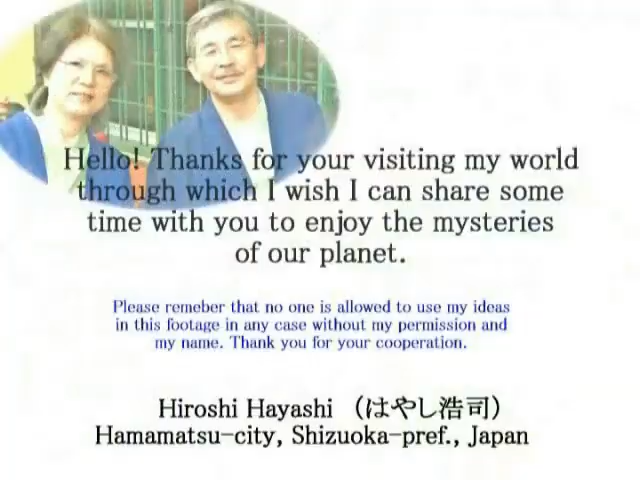 Hello! Thanks for your visiting my world
through which I wish I can share some
time with you to enjoy the mysteries
of our planet.
Please remeber that no one is allowed to use my ideas
in this footage in any case without my permission and
my name. Thank you for your cooperation.
Hiroshi Hayashi （はやし浩司）
Hamamatsu-city, Shizuoka-pref., Japan